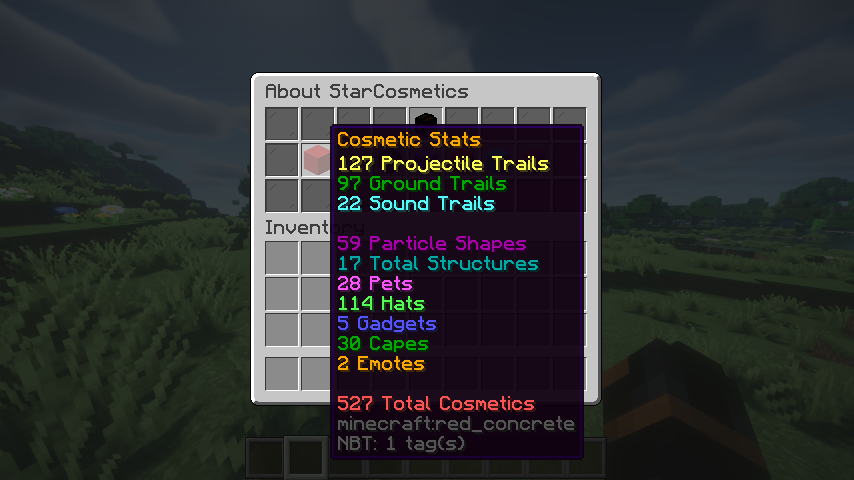 About StarCosmetics
Cosmetic Stats
127 Projectile Trails
97 Ground Trails
22 Sound Trails
Inventory
59 Particle Shapes
17 Total Structures
28 Pets
114 Hats
5 Gadgets
30 Capes
2 Emotes
527 Total Cosmetics
minecraft:red_concrete
NBT: 1 tag(s)